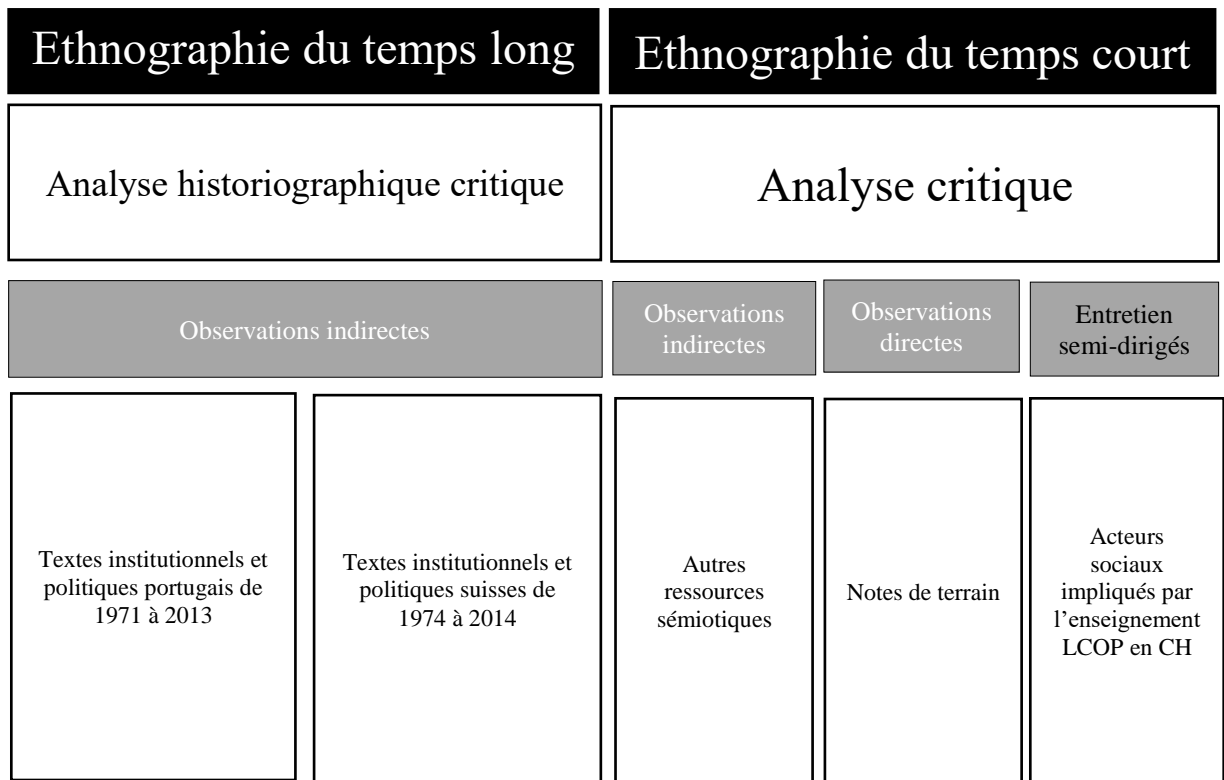 Ethnographie du temps long
Ethnographie du temps court
Analyse historiographique critique
Analyse critique
Observations indirectes
Observations
indirectes
Observations
directes
Entretien
semi-dirigés
Textes institutionnels et
politiques portugais de
1971 à 2013
Textes institutionnels et
politiques suisses de
1974 à 2014
Autres
ressources
sémiotiques
Notes de terrain
Acteurs
sociaux
impliqués par
l’enseignement
LCOP en CH